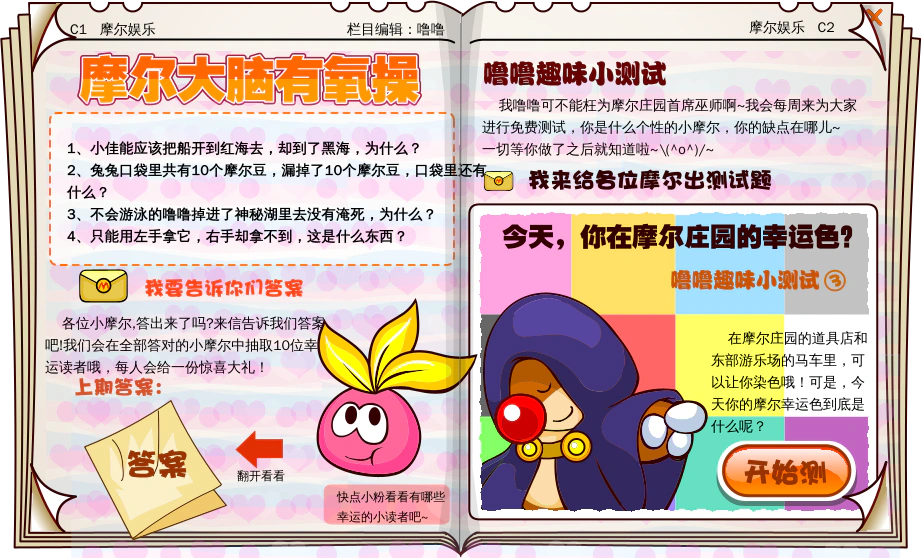 C1 摩尔娱乐
栏目编辑：噜噜
摩尔大脑有氧操
1、小佳能应该把船开到红海去，却到了黑海，为什么？
2、兔兔口袋里共有10个摩尔豆，漏掉了10个摩尔豆，口袋里还有
什么？
3、不会游泳的噜噜掉进了神秘湖里去没有淹死，为什么？
4、只能用左手拿它，右手却拿不到，这是什么东西？
我要告诉你们答案
各位小摩尔,答出来了吗?来信告诉我们答案
吧!我们会在全部答对的小摩尔中抽取10位幸
运读者哦，每人会给一份惊喜大礼！
上期答案：
答案
翻开看看
快点小粉看看有哪些
幸运的小读者吧~
摩尔娱乐 C2
噜噜趣味小测试
我噜噜可不能枉为摩尔庄园首席巫师啊~我会每周来为大家
进行免费测试，你是什么个性的小摩尔，你的缺点在哪儿~
一切等你做了之后就知道啦~\(^o^)/~
我来给各位摩尔出测试题
今天，你在摩尔庄园的幸运色？
噜噜趣味小测试③
在摩尔庄园的道具店和
东部游乐场的马车里，可
以让你染色哦！可是，今
天你的摩尔幸运色到底是
什么呢？
开始测